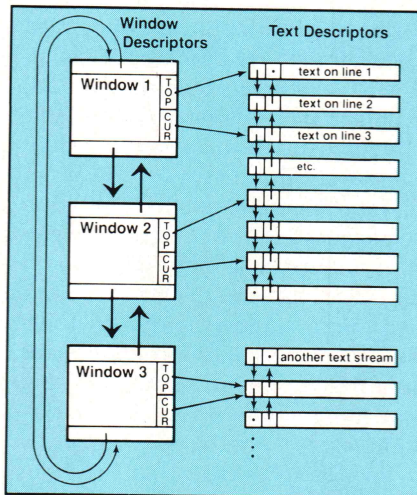 Window
Descriptors
Text Descriptors
Window 1
TOP
CUR
text on line 1
text on line 2
text on line 3
etc.
Window 2
TOP
CUR
Window 3
TOP
CUR
another text stream